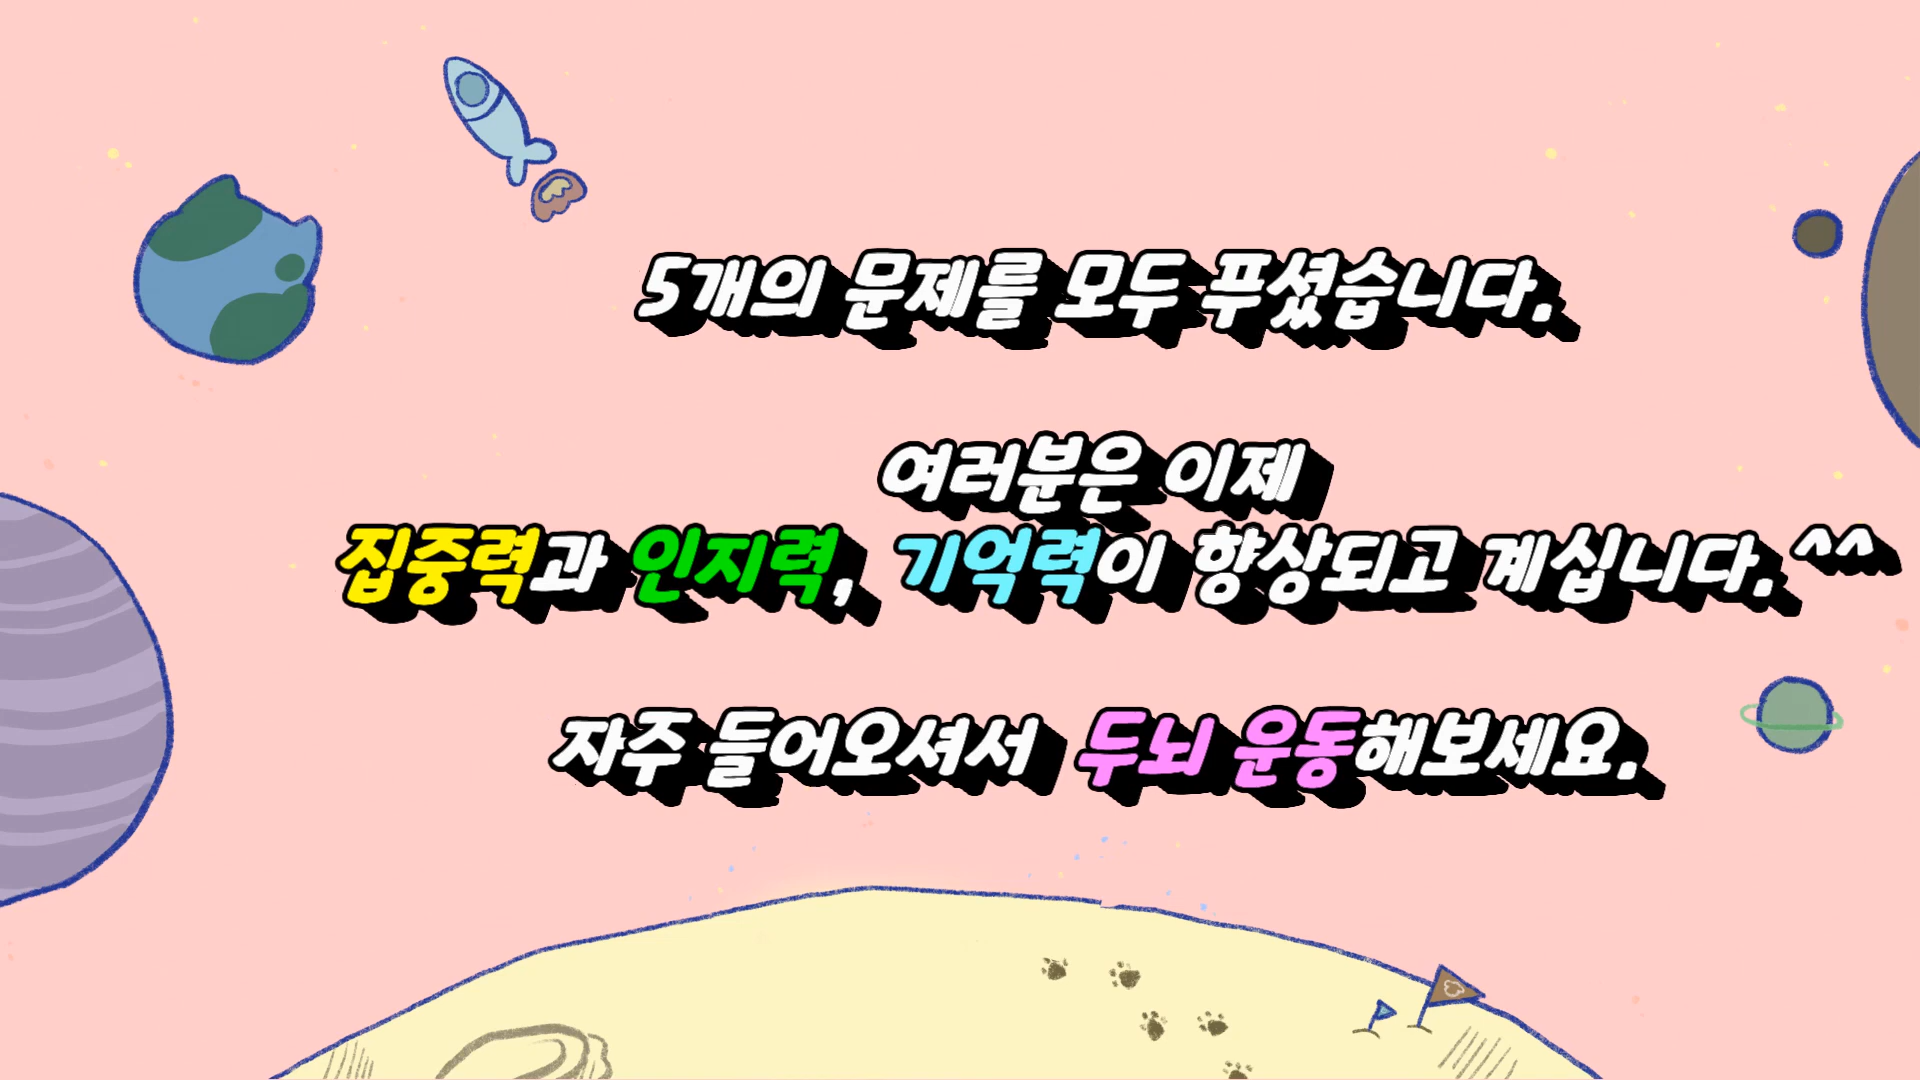 5개의 문제를 모두 푸셨습니다.
여러분은 이제
집중력과 인지력, 기억력이 향상되고 계십니다.^^
자주 들어오셔서 두뇌 운동해보세요.